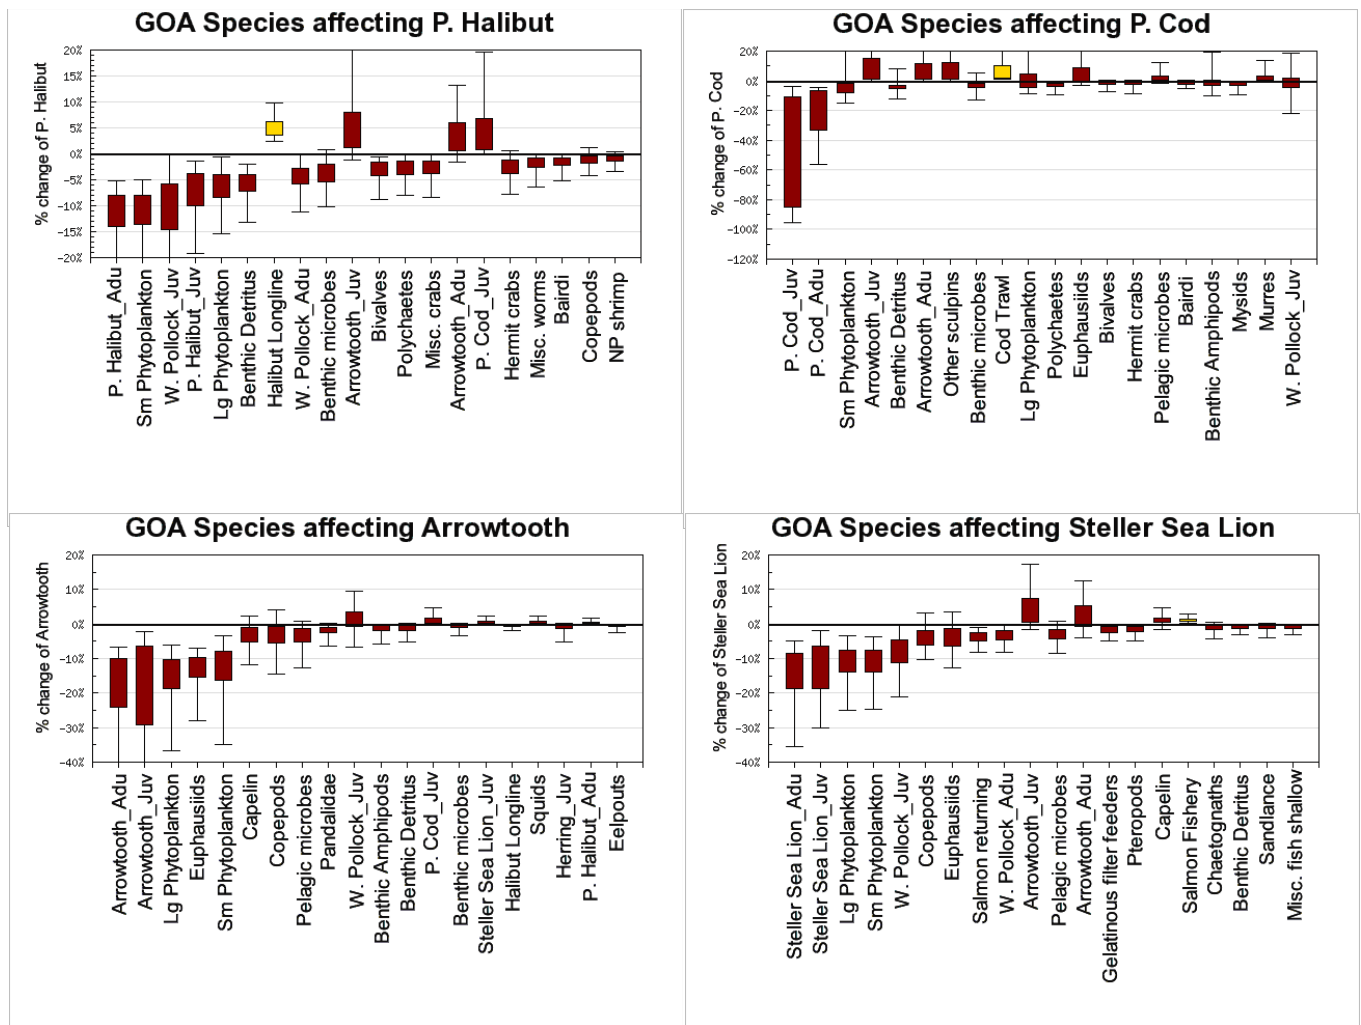 GOA Species affecting P. Halibut
% change of P. Halibut
20%
15%
10%
5%
0%
-5%
-10%
-15%
-20%
P. Halibut_Adu
Sm Phytoplankton
W. Pollock_Juv
P. Halibut_Juv
Lg Phytoplankton
Benthic Detritus
Halibut Longline
W. Pollock_Adu
Benthic microbes
Arrowtooth_Juv
Bivalves
Polychaetes
Misc. crabs
Arrowtooth_Adu
P. Cod_Juv
Hermit crabs
Misc. worms
Bairdi
Copepods
NP shrimp
GOA Species affecting P. Cod
% change of P. Cod
20%
0%
-20%
-40%
-60%
-80%
-100%
-120%
P. Cod_Juv
P. Cod_Adu
Sm Phytoplankton
Arrowtooth_Juv
Benthic Detritus
Arrowtooth_Adu
Other sculpins
Benthic microbes
Cod Trawl
Lg Phytoplankton
Polychaetes
Euphausiids
Bivalves
Hermit crabs
Pelagic microbes
Bairdi
Benthic Amphipods
Mysids
Murres
W. Pollock_Juv
GOA Species affecting Arrowtooth
% change of Arrowtooth
20%
10%
0%
-10%
-20%
-30%
-40%
Arrowtooth_Adu
Arrowtooth_Juv
Lg Phytoplankton
Euphausiids
Sm Phytoplankton
Capelin
Copepods
Pelagic microbes
Pandalidae
W. Pollock_Juv
Benthic Amphipods
Benthic Detritus
P. Cod_Juv
Benthic microbes
Steller Sea Lion_Juv
Halibut Longline
Squids
Herring_Juv
P. Halibut_Adu
Eelpouts
GOA Species affecting Steller Sea Lion
% change of Steller Sea Lion
20%
10%
0%
-10%
-20%
-30%
-40%
Steller Sea Lion_Adu
Steller Sea Lion_Juv
Lg Phytoplankton
Sm Phytoplankton
W. Pollock_Juv
Copepods
Euphausiids
Salmon returning
W. Pollock_Adu
Arrowtooth_Juv
Pelagic microbes
Arrowtooth_Adu
Gelatinous filter feeders
Pteropods
Capelin
Salmon Fishery
Chaetognaths
Benthic Detritus
Sandlance
Misc. fish shallow